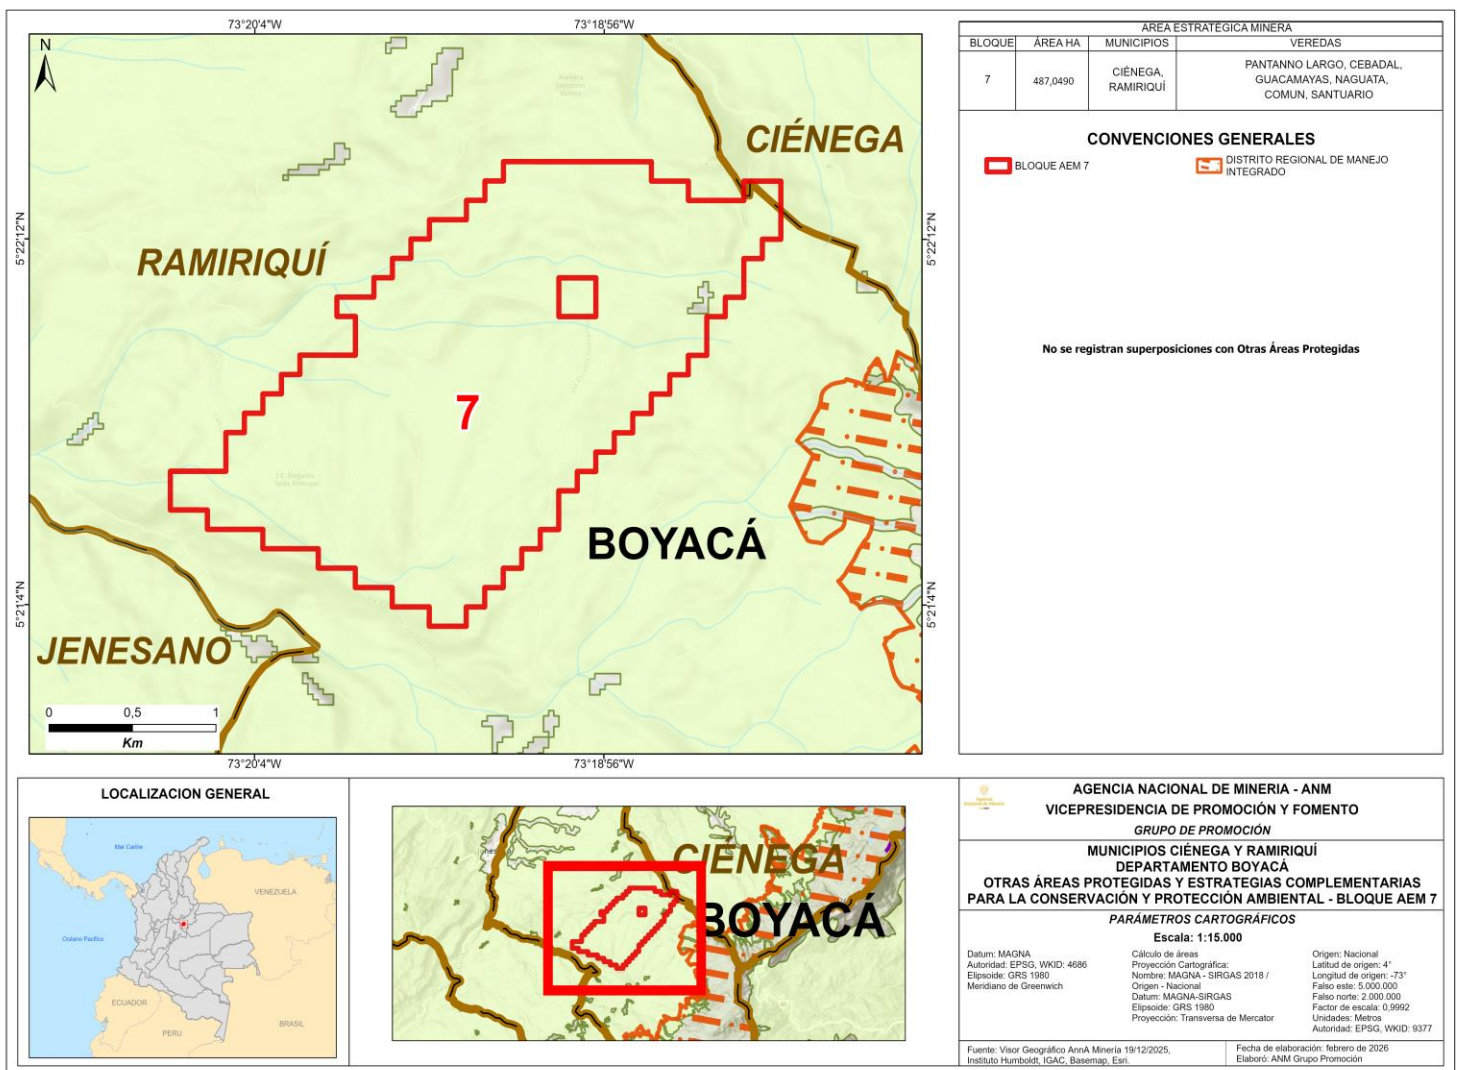 73°20'4"W
73°18'56"W
N
CIÉNEGA
5°22'12"N
5°22'12"N
RAMIRIQUÍ
7
BOYACÁ
5°21'4"N
5°21'4"N
JENESANO
0 0,5 1
Km
73°20'4"W
73°18'56"W
AREA ESTRATÉGICA MINERA
BLOQUE ÁREA HA MUNICIPIOS VEREDAS
7 487,0490 CIÉNEGA, RAMIRIQUÍ PANTANNO LARGO, CEBADAL, GUACAMAYAS, NAGUATA, COMUN, SANTUARIO
CONVENCIONES GENERALES
BLOQUE AEM 7
DISTRITO REGIONAL DE MANEJO
INTEGRADO
No se registran superposiciones con Otras Áreas Protegidas
LOCALIZACION GENERAL
Mar Caribe
VENEZUELA
Océano Pacífico
ECUADOR
PERU
BRASIL
CIÉNEGA
BOYACÁ
AGENCIA NACIONAL DE MINERIA - ANM
VICEPRESIDENCIA DE PROMOCIÓN Y FOMENTO
GRUPO DE PROMOCIÓN
MUNICIPIOS CIÉNEGA Y RAMIRIQUÍ
DEPARTAMENTO BOYACÁ
OTRAS ÁREAS PROTEGIDAS Y ESTRATEGIAS COMPLEMENTARIAS
PARA LA CONSERVACIÓN Y PROTECCIÓN AMBIENTAL - BLOQUE AEM 7
PARÁMETROS CARTOGRÁFICOS
Escala: 1:15.000
Datum: MAGNA
Autoridad: EPSG, WKID: 4686
Elipsoide: GRS 1980
Meridiano de Greenwich
Cálculo de áreas
Proyección Cartográfica:
Nombre: MAGNA - SIRGAS 2018 /
Origen - Nacional
Datum: MAGNA-SIRGAS
Elipsoide: GRS 1980
Proyección: Transversa de Mercator
Origen: Nacional
Latitud de origen: 4°
Longitud de origen: -73°
Falso este: 5.000.000
Falso norte: 2.000.000
Factor de escala: 0,9992
Unidades: Metros
Autoridad: EPSG, WKID: 9377
Fuente: Visor Geográfico AnnA Minería 19/12/2025,
Instituto Humboldt, IGAC, Basemap, Esri.
Fecha de elaboración: febrero de 2026
Elaboró: ANM Grupo Promoción